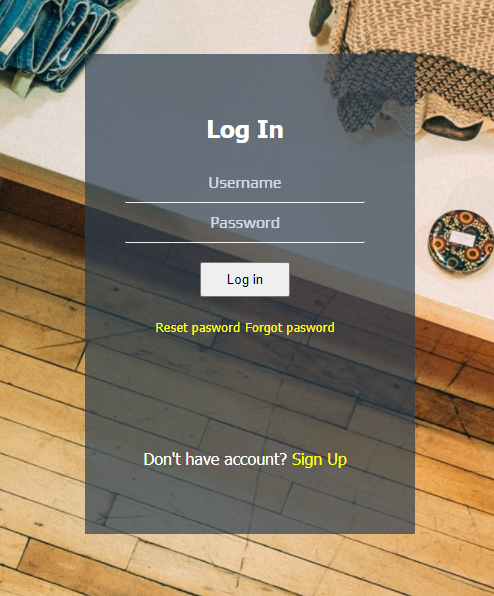 Log In
Username
Password
Log in
Reset pasword Forgot pasword
Don't have account? Sign Up